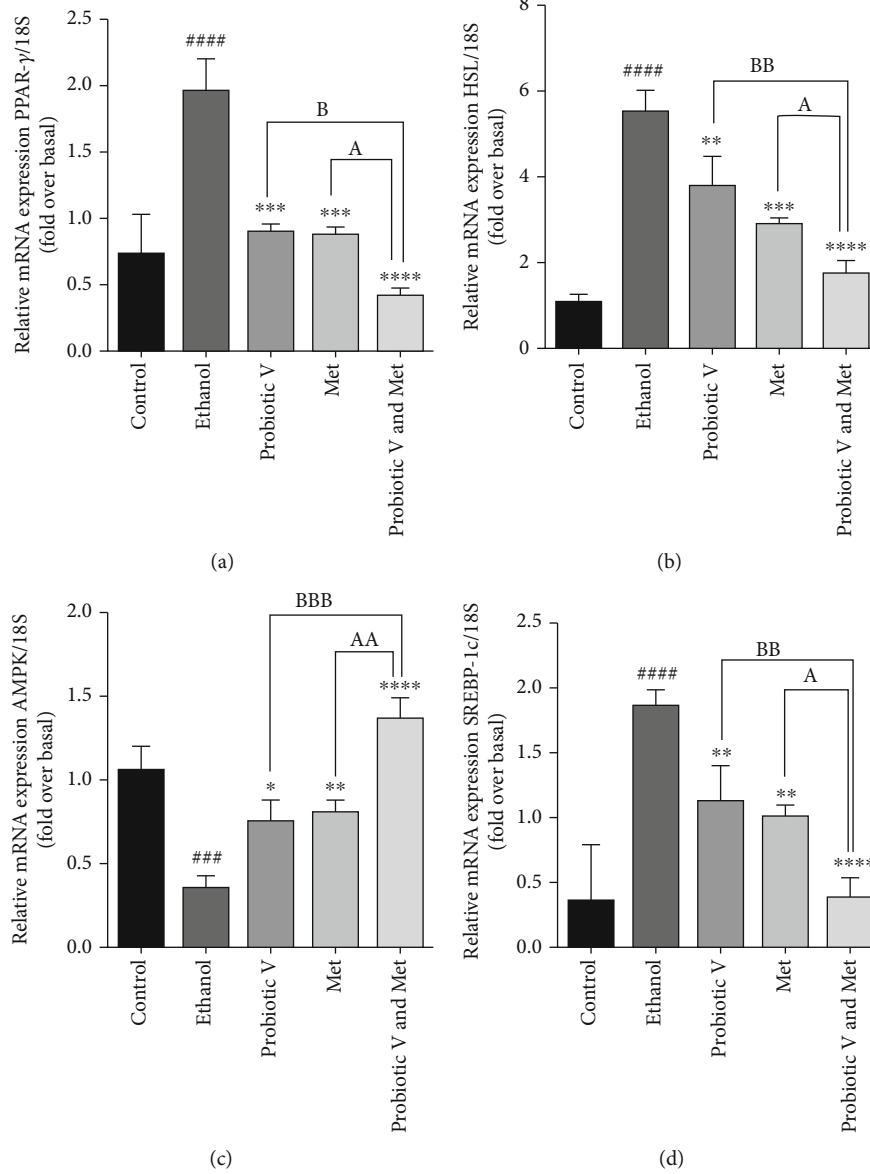 Relative mRNA expression PPAR-γ/18S
(fold over basal)
2.5
2.0
1.5
1.0
0.5
0.0
####
***
***
****
B
A
Control
Ethanol
Probiotic V
Met
Probiotic V and Met
(a)
Relative mRNA expression HSL/18S
(fold over basal)
8
6
4
2
0
####
**
***
****
BB
A
Control
Ethanol
Probiotic V
Met
Probiotic V and Met
(b)
Relative mRNA expression AMPK/18S
(fold over basal)
2.0
1.5
1.0
0.5
0.0
###
*
**
****
BBB
AA
Control
Ethanol
Probiotic V
Met
Probiotic V and Met
(c)
Relative mRNA expression SREBP-1c/18S
(fold over basal)
2.5
2.0
1.5
1.0
0.5
0.0
####
**
**
****
BB
A
Control
Ethanol
Probiotic V
Met
Probiotic V and Met
(d)